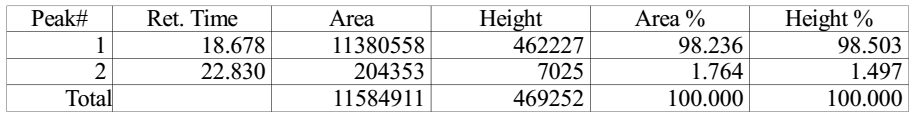 Peak# Ret. Time Area Height Area % Height %
1 18.678 11380558 462227 98.236 98.503
2 22.830 204353 7025 1.764 1.497
Total 11584911 469252 100.000 100.000